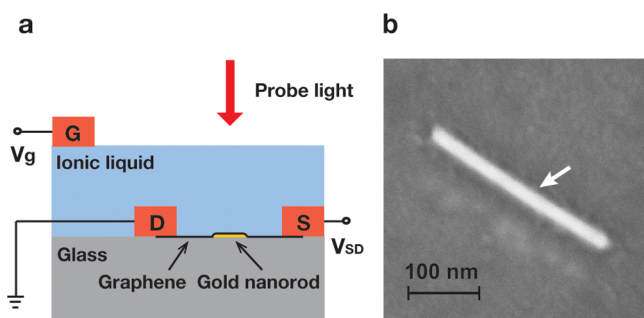 a
b
Probe light
G
Vg
Ionic liquid
D
S
VSD
Glass
Graphene
Gold nanorod
100 nm